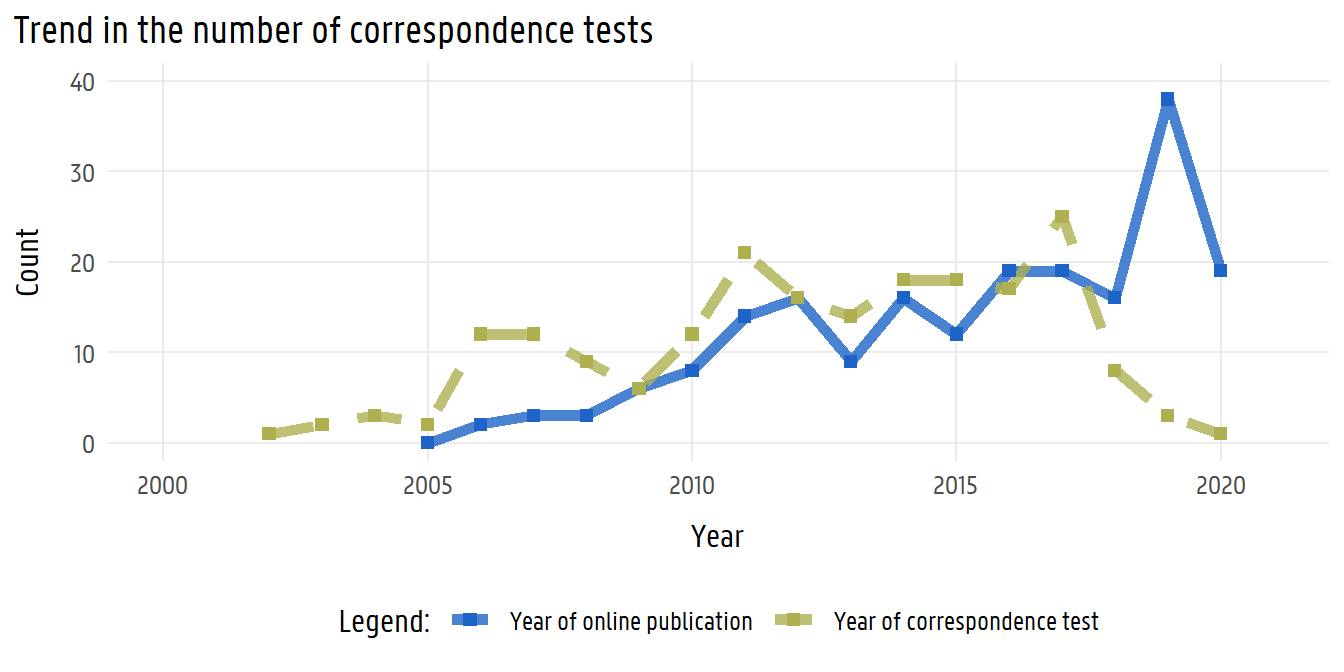 Trend in the number of correspondence tests
40
30
20
10
0
Count
2000 2005 2010 2015 2020
Year
Legend: Year of online publication Year of correspondence test